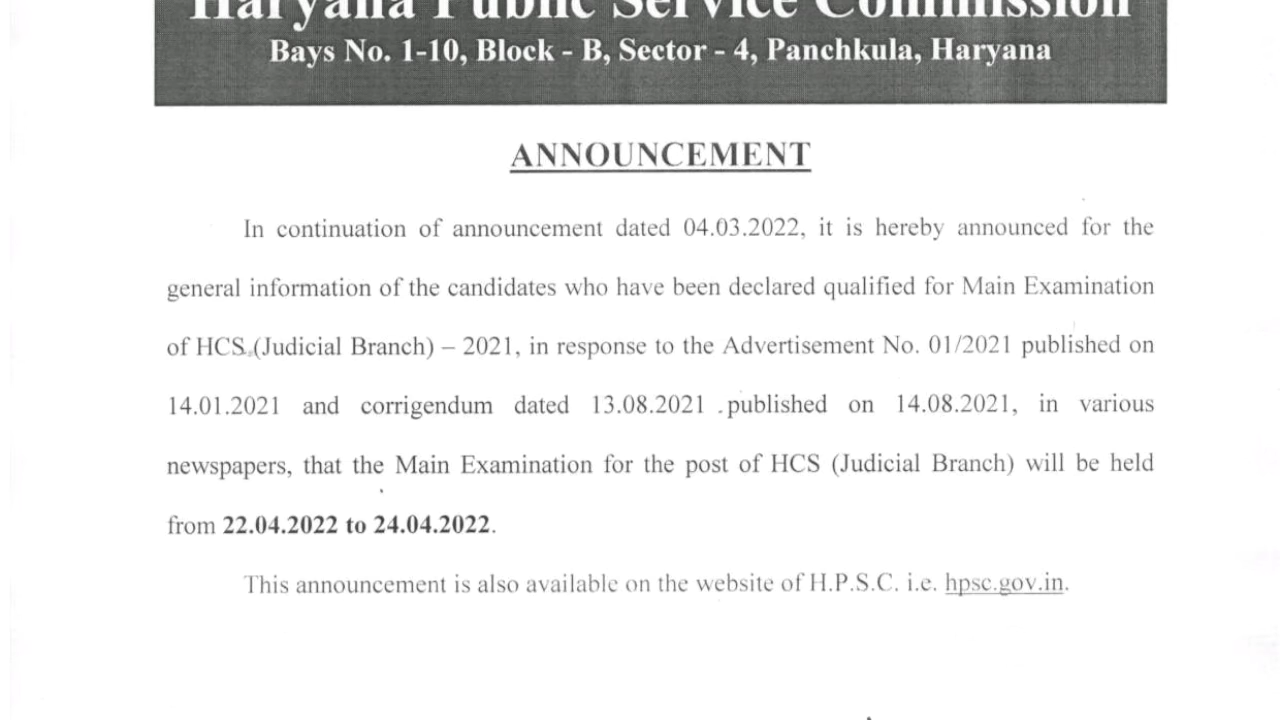 Haryana Public Service Commission
Bays No. 1-10, Block - B, Sector - 4, Panchkula, Haryana
ANNOUNCEMENT
In continuation of announcement dated 04.03.2022, it is hereby announced for the
general information of the candidates who have been declared qualified for Main Examination
of HCS (Judicial Branch) – 2021, in response to the Advertisement No. 01/2021 published on
14.01.2021 and corrigendum dated 13.08.2021 published on 14.08.2021, in various
newspapers, that the Main Examination for the post of HCS (Judicial Branch) will be held
from 22.04.2022 to 24.04.2022.
This announcement is also available on the website of H.P.S.C. i.e. hpsc.gov.in.